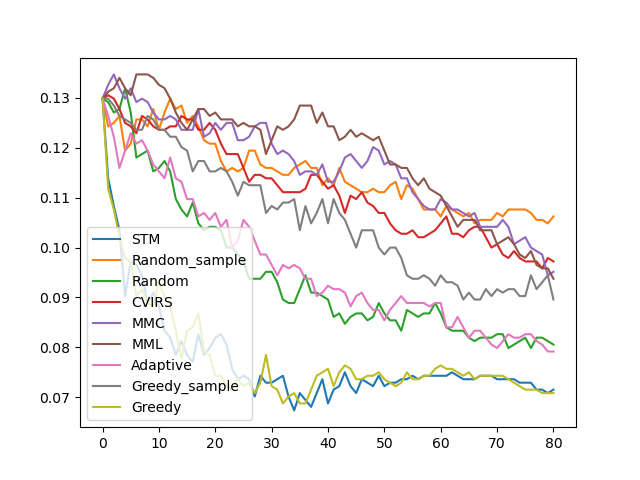 0.13
0.12
0.11
0.10
0.09
0.08
0.07
STM
Random_sample
Random
CVIRS
MMC
MML
Adaptive
Greedy_sample
Greedy
0 10 20 30 40 50 60 70 80